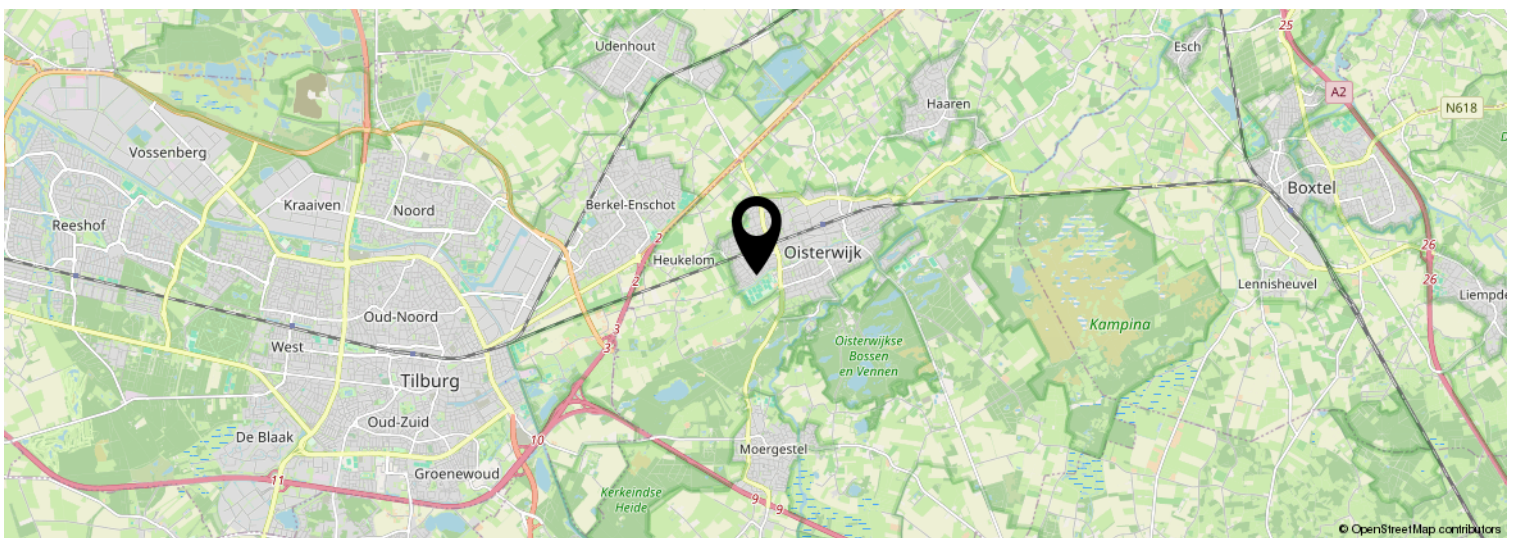 25
Udenhout
Esch
A2
Haaren
N618
Vossenberg
Boxtel
Kraaiven
Noord
Berkel-Enschot
Reeshof
2
26
Heukelom
Oisterwijk
2
26
Lennisheuvel
Liempde
Oud-Noord
3
Kampina
West
3
Oisterwijkse
Bossen
en Vennen
Tilburg
Oud-Zuid
De Blaak
10
Moergestel
Groenewoud
11
Kerkeindse
Heide
9
9
© OpenStreetMap contributors